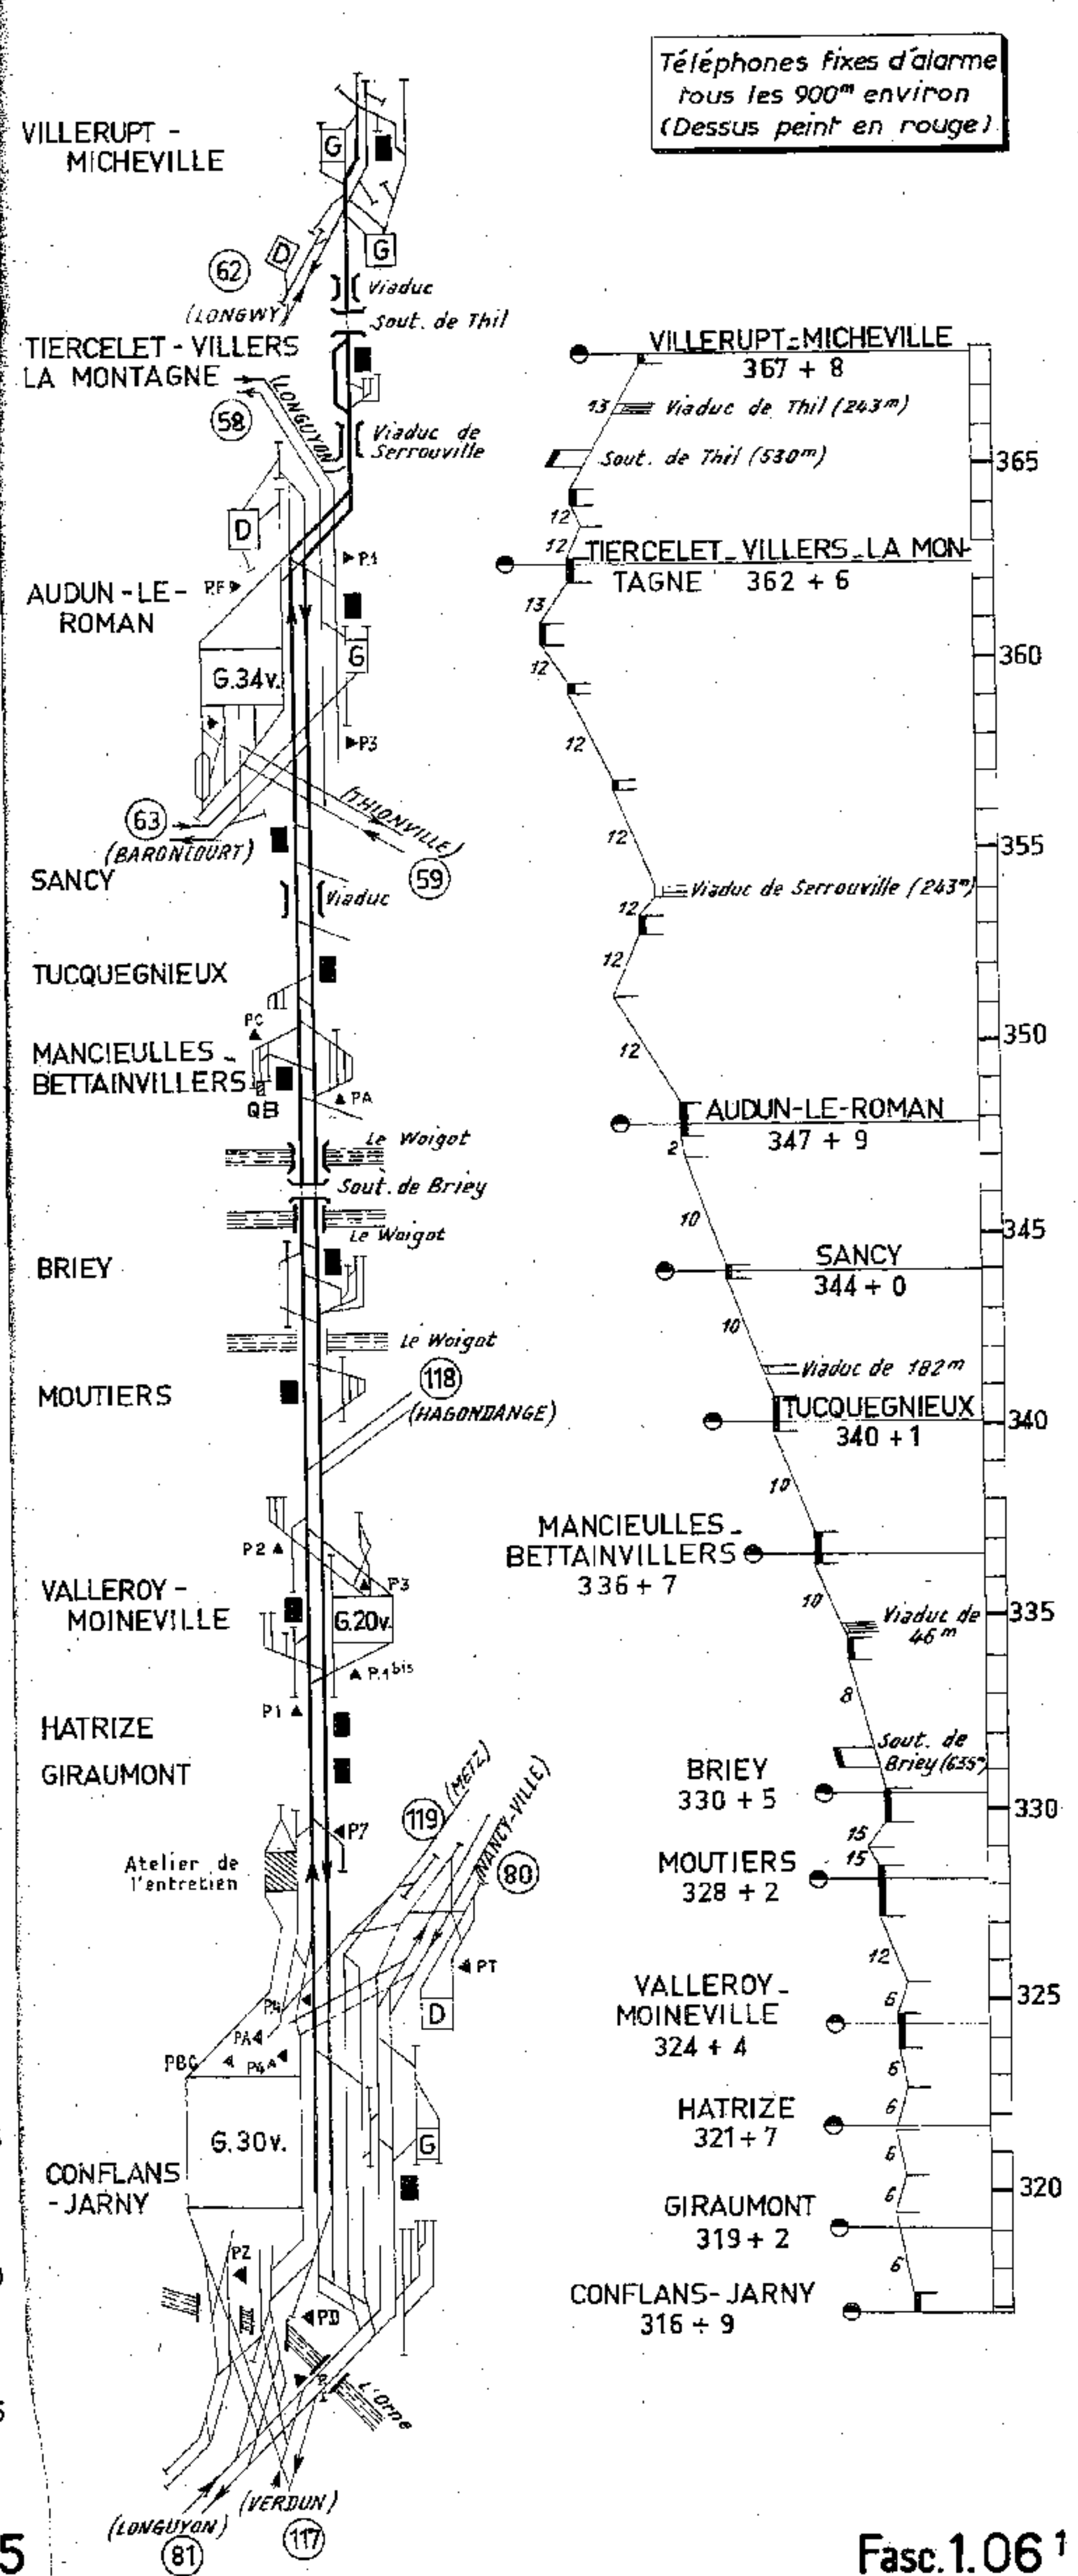 Téléphones fixes d'alarme
tous les 900ᵐ environ
(Dessus peint en rouge)
VILLERUPT -
MICHEVILLE
G
D
G
62
(LONGWY)
Viaduc
Sout. de Thil
TIERCELET - VILLERS
LA MONTAGNE
58
(LONGUYON)
Viaduc de
Serrouville
D
P1
AUDUN - LE -
ROMAN
G
G.34v.
P3
63
(BARONCOURT)
(THIONVILLE)
59
SANCY
Viaduc
TUCQUEGNIEUX
PC
MANCIEULLES -
BETTAINVILLERS
QB
PA
Le Woigot
Sout. de Briey
Le Woigot
BRIEY
Le Woigot
MOUTIERS
118
(HAGONDANGE)
P2
P3
VALLEROY -
MOINEVILLE
G.20v.
P.1 bis
P1
HATRIZE
GIRAUMONT
119
(METZ)
(NANCY-VILLE)
80
P7
Atelier de
l'entretien
PT
D
P4
PA
PBC
P4A
G.30v.
G
CONFLANS
- JARNY
PZ
PD
L'Orne
(LONGUYON)
81
(VERDUN)
117
VILLERUPT-MICHEVILLE
367 + 8
13
Viaduc de Thil (243ᵐ)
Sout. de Thil (530ᵐ)
365
12
12
TIERCELET-VILLERS-LA MON-
TAGNE 362 + 6
13
360
12
12
12
355
Viaduc de Serrouville (243ᵐ)
12
12
350
12
AUDUN-LE-ROMAN
347 + 9
2
10
345
SANCY
344 + 0
10
Viaduc de 182ᵐ
TUCQUEGNIEUX
340 + 1
340
10
MANCIEULLES -
BETTAINVILLERS
336 + 7
10
335
Viaduc de
46ᵐ
8
Sout. de
Briey (635ᵐ)
BRIEY
330 + 5
330
15
15
MOUTIERS
328 + 2
12
325
VALLEROY -
MOINEVILLE
324 + 4
6
6
HATRIZE
321 + 7
6
6
320
GIRAUMONT
319 + 2
6
6
CONFLANS-JARNY
316 + 9
5
Fasc. 1.06 ¹